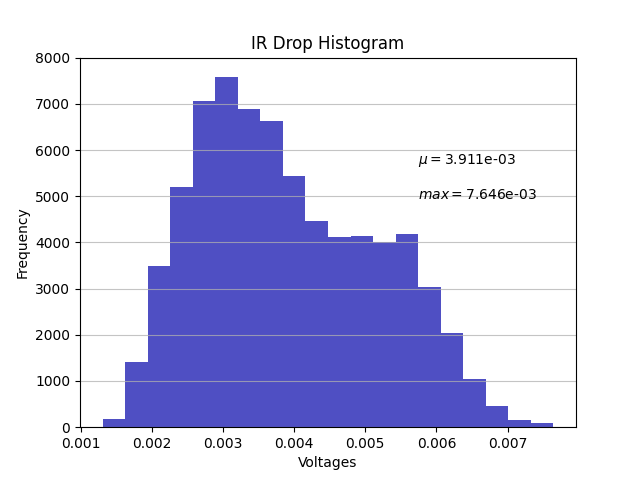 IR Drop Histogram
8000
7000
6000
5000
4000
3000
2000
1000
0
Frequency
μ = 3.911e-03
max = 7.646e-03
0.001 0.002 0.003 0.004 0.005 0.006 0.007
Voltages